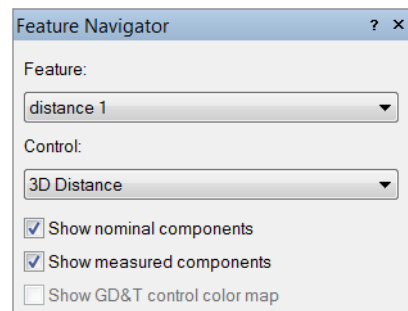 Feature Navigator ? ×
Feature:
distance 1
Control:
3D Distance
Show nominal components
Show measured components
Show GD&T control color map